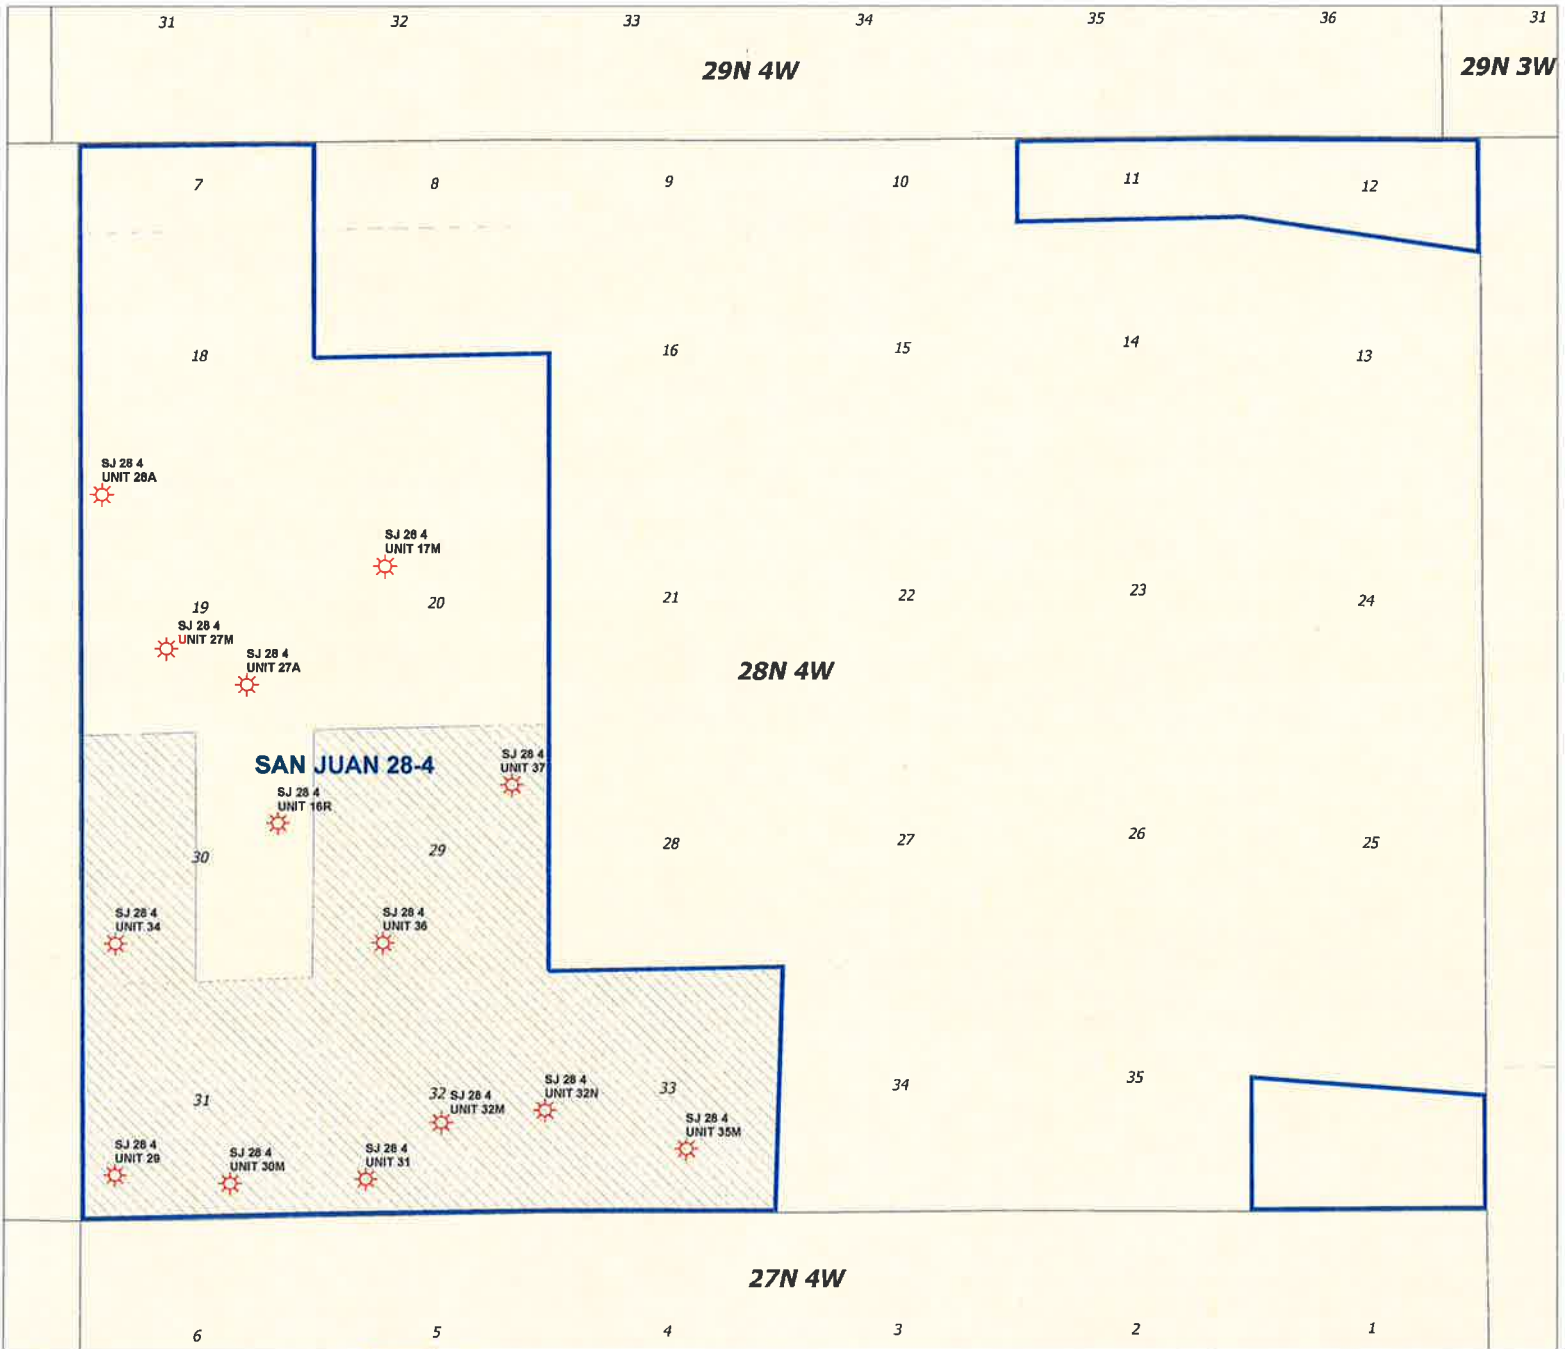 31
32
33
34
35
36
31
29N 4W
29N 3W
7
8
9
10
11
12
18
16
15
14
13
SJ 28 4
UNIT 28A
SJ 28 4
UNIT 17M
19
20
21
22
23
24
SJ 28 4
UNIT 27M
SJ 28 4
UNIT 27A
28N 4W
SAN JUAN 28-4
SJ 28 4
UNIT 37
SJ 28 4
UNIT 16R
30
29
28
27
26
25
SJ 28 4
UNIT 34
SJ 28 4
UNIT 36
31
32
33
34
35
SJ 28 4
UNIT 32M
SJ 28 4
UNIT 32N
SJ 28 4
UNIT 35M
SJ 28 4
UNIT 29
SJ 28 4
UNIT 30M
SJ 28 4
UNIT 31
27N 4W
6
5
4
3
2
1